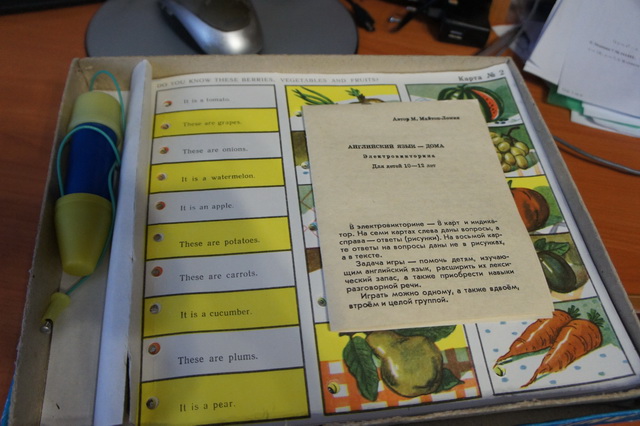 DO YOU KNOW THESE BERRIES, VEGETABLES AND FRUITS?
Карта № 2
It is a tomato.
These are grapes.
These are onions.
It is a watermelon.
It is an apple.
These are potatoes.
These are carrots.
It is a cucumber.
These are plums.
It is a pear.
Автор М.
АНГЛИЙСКИЙ ЯЗЫК — ДОМА
Электровикторина
Для детей 10—15 лет
В электровикторине — 8 карт и индика-
тор. На семи картах слева даны вопросы, а
справа — ответы (рисунки). На восьмой кар-
те ответы на вопросы даны не в рисунках,
а в тексте.
Задача игры — помочь детям, изучаю-
щим английский язык, расширить их лекси-
ческий запас, а также приобрести навыки
разговорной речи.
Играть можно одному, а также вдвоём,
втроём и целой группой.